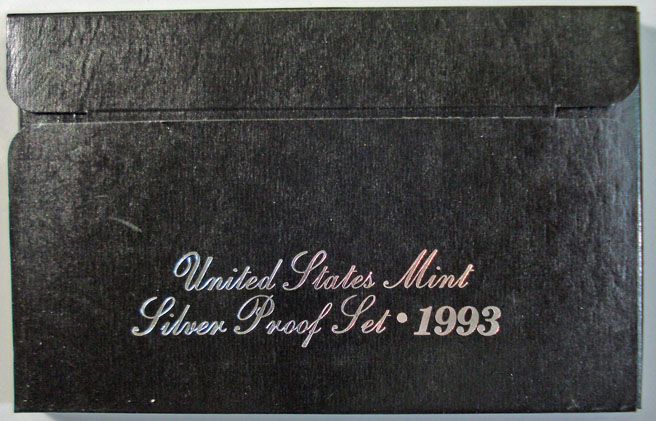 United States Mint
Silver Proof Set • 1993